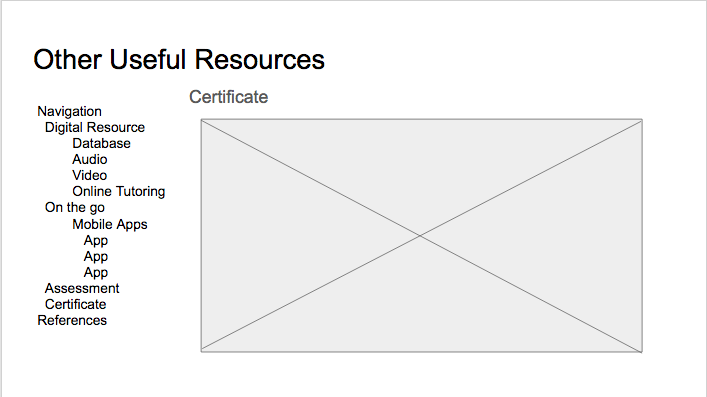 Other Useful Resources
Certificate
Navigation
Digital Resource
Database
Audio
Video
Online Tutoring
On the go
Mobile Apps
App
App
App
Assessment
Certificate
References